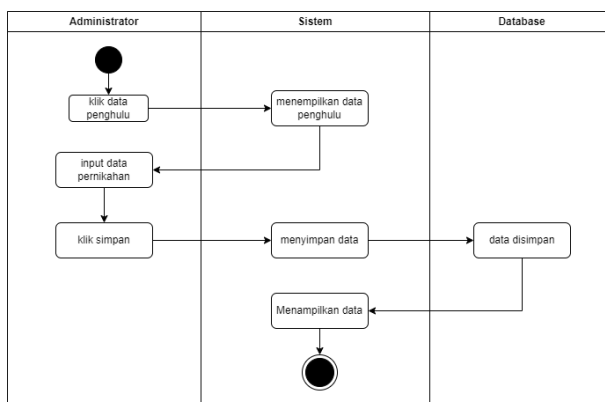 Administrator
Sistem
Database
klik data
penghulu
menempilkan data
penghulu
input data
pernikahan
klik simpan
menyimpan data
data disimpan
Menampilkan data